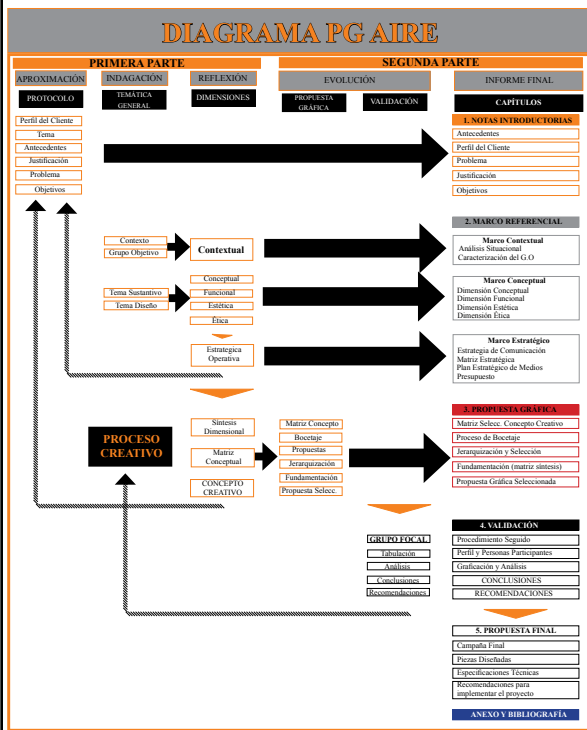 DIAGRAMA PG AIRE
PRIMERA PARTE
SEGUNDA PARTE
APROXIMACIÓN
INDAGACIÓN
REFLEXIÓN
EVOLUCIÓN
INFORME FINAL
PROTOCOLO
TEMÁTICA
GENERAL
DIMENSIONES
PROPUESTA
GRÁFICA
VALIDACIÓN
CAPÍTULOS
Perfil del Cliente
Tema
Antecedentes
Justificación
Problema
Objetivos
1. NOTAS INTRODUCTORIAS
Antecedentes
Perfil del Cliente
Problema
Justificación
Objetivos
Contexto
Grupo Objetivo
Contextual
2. MARCO REFERENCIAL
Marco Contextual
Análisis Situacional
Caracterización del G.O
Tema Sustantivo
Tema Diseño
Conceptual
Funcional
Estética
Ética
Marco Conceptual
Dimensión Conceptual
Dimensión Funcional
Dimensión Estética
Dimensión Ética
Estrategica
Operativa
Marco Estratégico
Estrategia de Comunicación
Matriz Estratégica
Plan Estratégico de Medios
Presupuesto
PROCESO
CREATIVO
Síntesis
Dimensional
Matriz
Conceptual
CONCEPTO
CREATIVO
Matriz Concepto
Bocetaje
Propuestas
Jerarquización
Fundamentación
Propuesta Selecc.
3. PROPUESTA GRÁFICA
Matriz Selecc. Concepto Creativo
Proceso de Bocetaje
Jerarquización y Selección
Fundamentación (matriz síntesis)
Propuesta Gráfica Seleccionada
GRUPO FOCAL
Tabulación
Análisis
Conclusiones
Recomendaciones
4. VALIDACIÓN
Procedimiento Seguido
Perfil y Personas Participantes
Graficación y Análisis
CONCLUSIONES
RECOMENDACIONES
5. PROPUESTA FINAL
Campaña Final
Piezas Diseñadas
Especificaciones Técnicas
Recomendaciones para
implementar el proyecto
ANEXO Y BIBLIOGRAFÍA